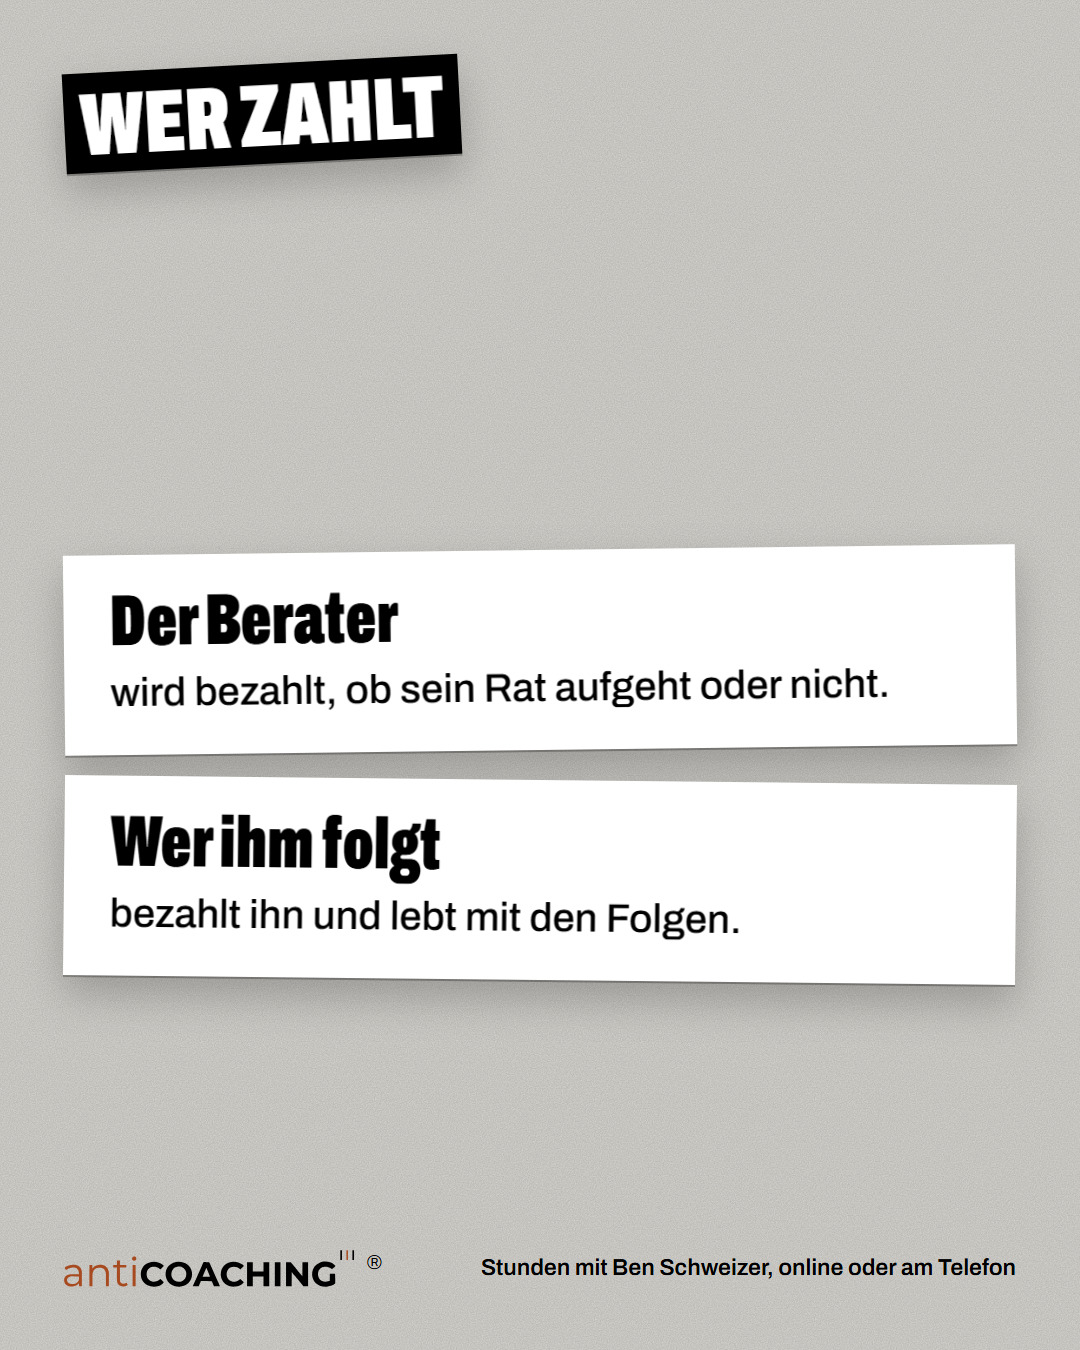 WER ZAHLT
Der Berater
wird bezahlt, ob sein Rat aufgeht oder nicht.
Wer ihm folgt
bezahlt ihn und lebt mit den Folgen.
antiCOACHING ®
Stunden mit Ben Schweizer, online oder am Telefon